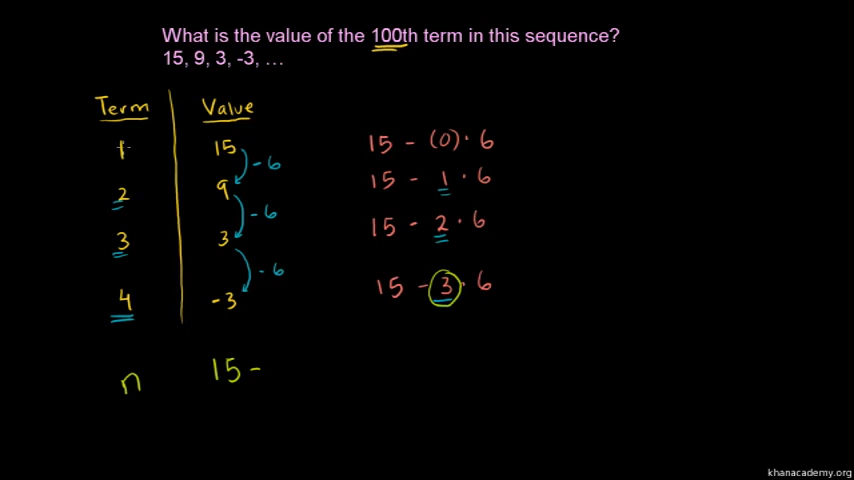 What is the value of the 100th term in this sequence?
15, 9, 3, -3, …
Term Value
1 15 15 - (0) · 6
-6
2 9 15 - 1 · 6
-6
3 3 15 - 2 · 6
-6
4 -3 15 - 3 · 6
n 15 -
khanacademy.org